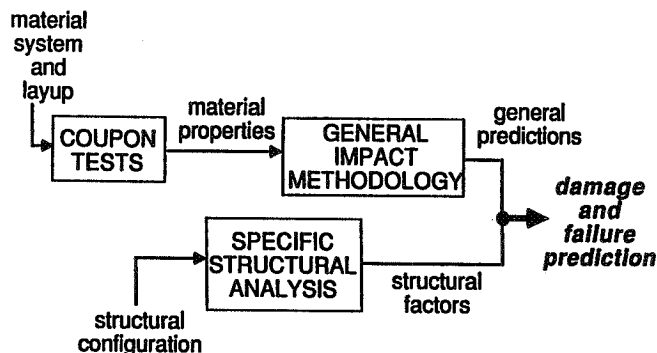 material
system
and
layup
COUPON
TESTS
material
properties
GENERAL
IMPACT
METHODOLOGY
general
predictions
damage
and
failure
prediction
SPECIFIC
STRUCTURAL
ANALYSIS
structural
factors
structural
configuration